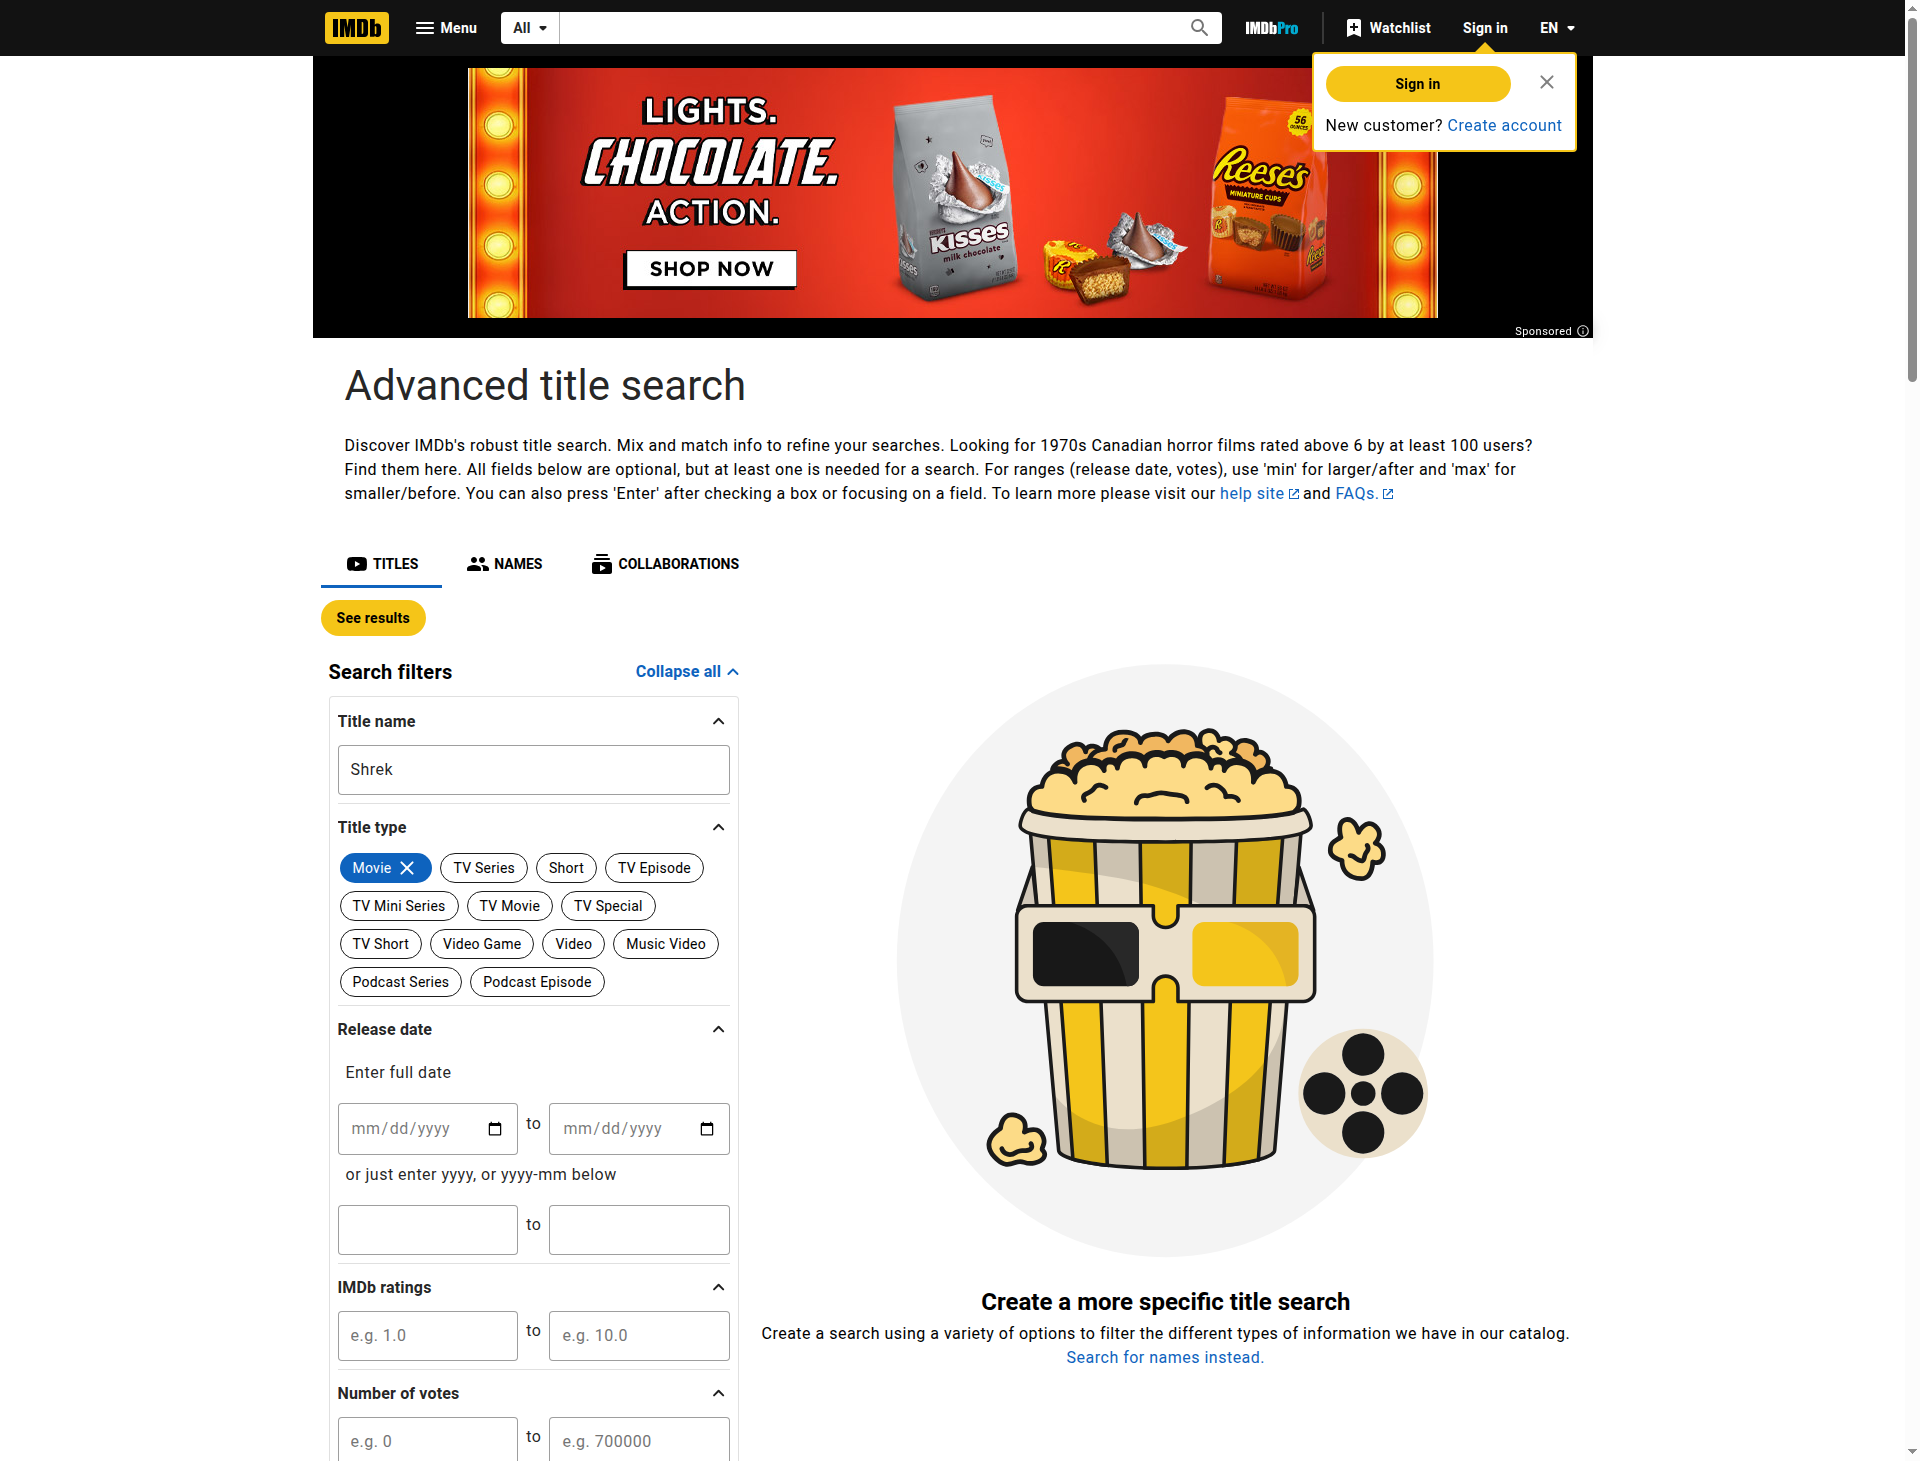 IMDb
Menu
All
IMDbPro
Watchlist
Sign in
EN
Sign in
New customer? Create account
LIGHTS.
CHOCOLATE.
ACTION.
SHOP NOW
KISSES
milk chocolate
Reese's
MINIATURE CUPS
56
OUNCES
Sponsored
Advanced title search
Discover IMDb's robust title search. Mix and match info to refine your searches. Looking for 1970s Canadian horror films rated above 6 by at least 100 users?
Find them here. All fields below are optional, but at least one is needed for a search. For ranges (release date, votes), use 'min' for larger/after and 'max' for
smaller/before. You can also press 'Enter' after checking a box or focusing on a field. To learn more please visit our help site and FAQs.
TITLES
NAMES
COLLABORATIONS
See results
Search filters
Collapse all
Title name
Shrek
Title type
Movie
TV Series
Short
TV Episode
TV Mini Series
TV Movie
TV Special
TV Short
Video Game
Video
Music Video
Podcast Series
Podcast Episode
Release date
Enter full date
mm/dd/yyyy
to
mm/dd/yyyy
or just enter yyyy, or yyyy-mm below
to
IMDb ratings
e.g. 1.0
to
e.g. 10.0
Number of votes
e.g. 0
to
e.g. 700000
Create a more specific title search
Create a search using a variety of options to filter the different types of information we have in our catalog.
Search for names instead.